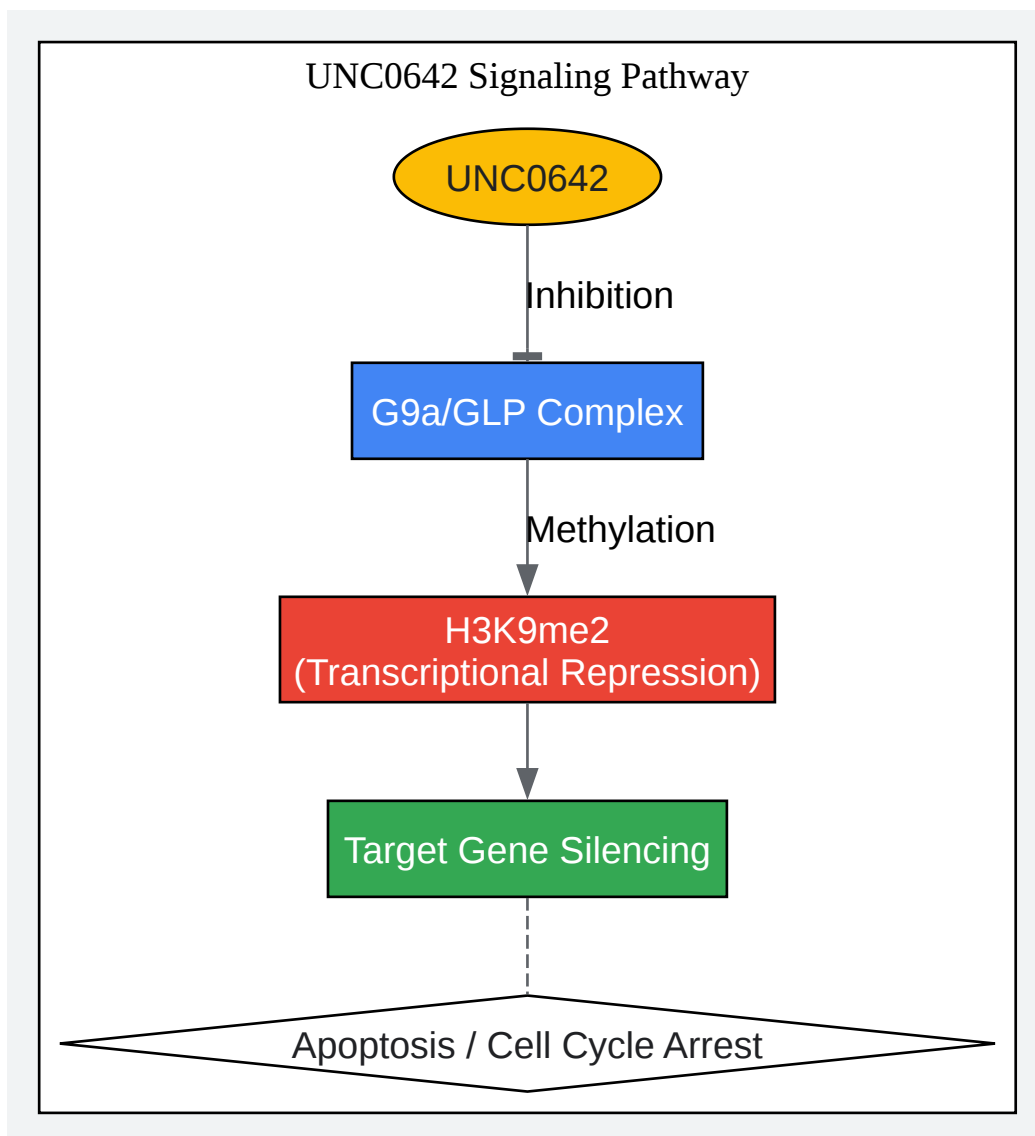 UNC0642 Signaling Pathway
UNC0642
Inhibition
G9a/GLP Complex
Methylation
H3K9me2
(Transcriptional Repression)
Target Gene Silencing
Apoptosis / Cell Cycle Arrest